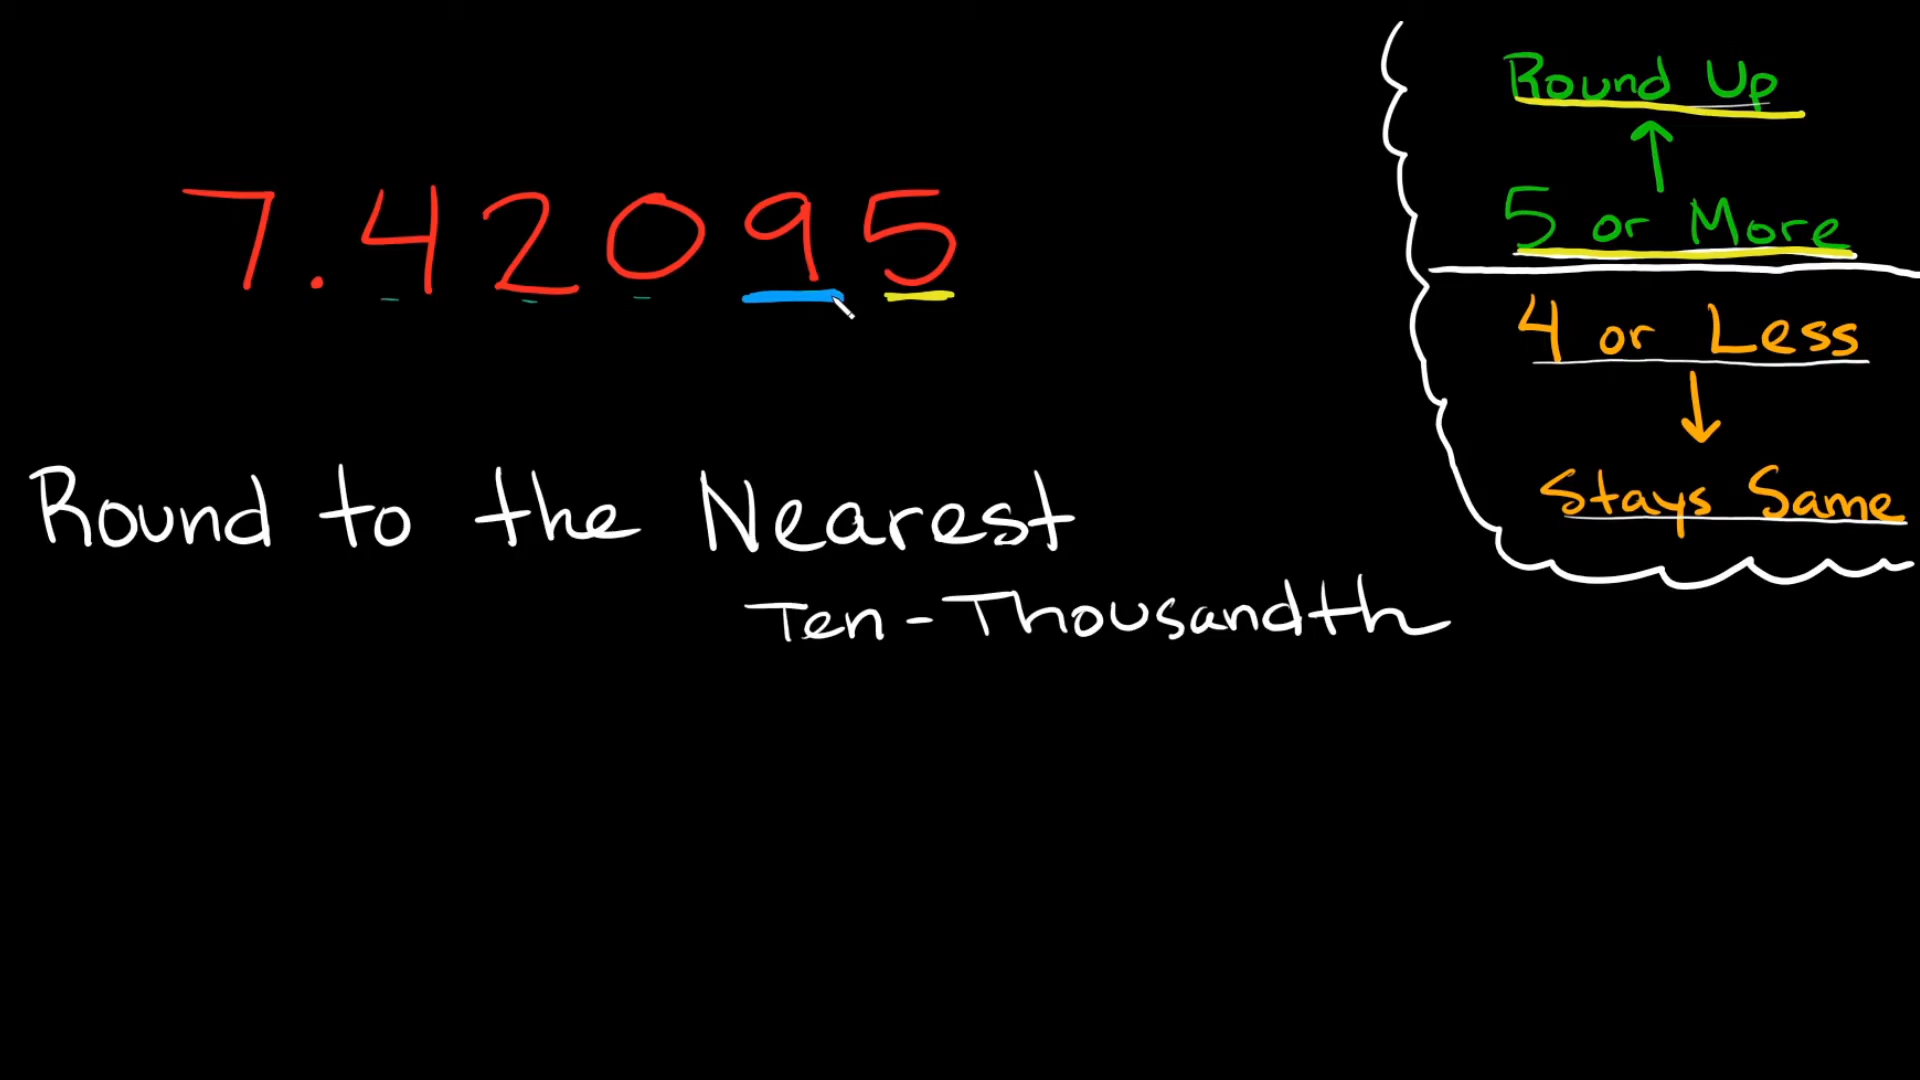 7.42095
Round to the Nearest
Ten-Thousandth
Round Up
5 or More
4 or Less
Stays Same